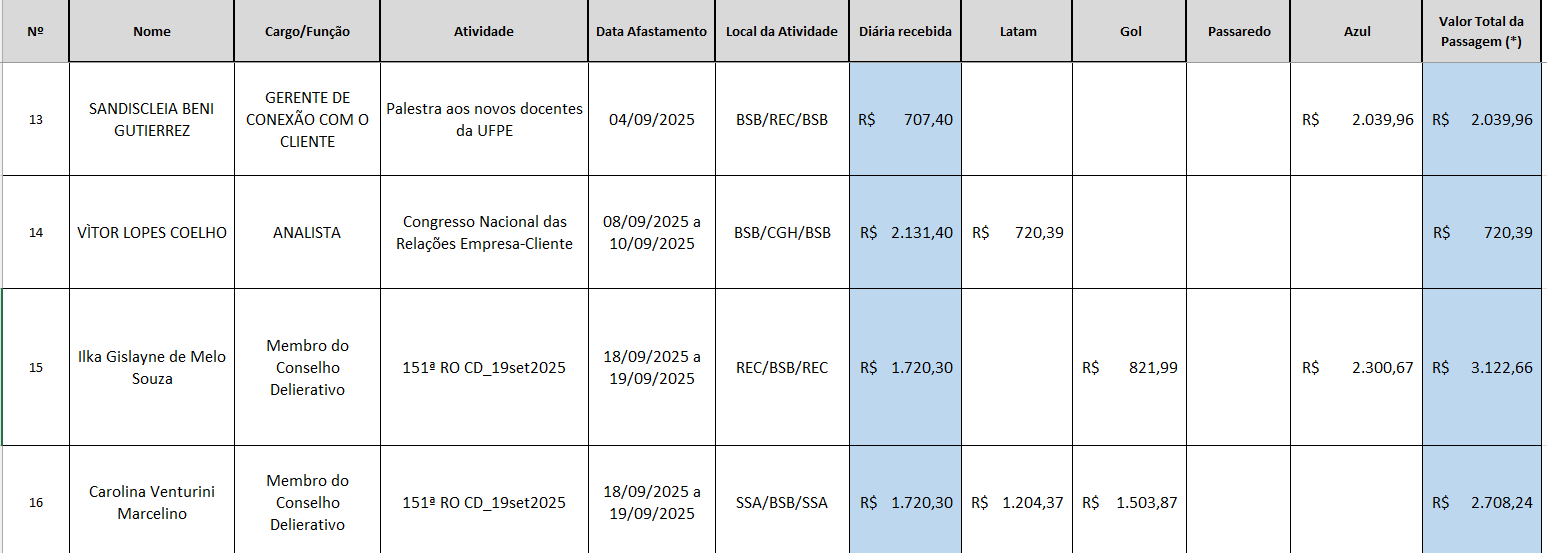 Nº Nome Cargo/Função Atividade Data Afastamento Local da Atividade Diária recebida Latam Gol Passaredo Azul Valor Total da
Passagem (*)
13
SANDISCLEIA BENI
GUTIERREZ
GERENTE DE
CONEXÃO COM O
CLIENTE
Palestra aos novos docentes
da UFPE
04/09/2025
BSB/REC/BSB
R$ 707,40
R$ 2.039,96
R$ 2.039,96
14
VÌTOR LOPES COELHO
ANALISTA
Congresso Nacional das
Relações Empresa-Cliente
08/09/2025 a
10/09/2025
BSB/CGH/BSB
R$ 2.131,40
R$ 720,39
R$ 720,39
15
Ilka Gislayne de Melo
Souza
Membro do
Conselho
Delierativo
151ª RO CD_19set2025
18/09/2025 a
19/09/2025
REC/BSB/REC
R$ 1.720,30
R$ 821,99
R$ 2.300,67
R$ 3.122,66
16
Carolina Venturini
Marcelino
Membro do
Conselho
Delierativo
151ª RO CD_19set2025
18/09/2025 a
19/09/2025
SSA/BSB/SSA
R$ 1.720,30
R$ 1.204,37
R$ 1.503,87
R$ 2.708,24